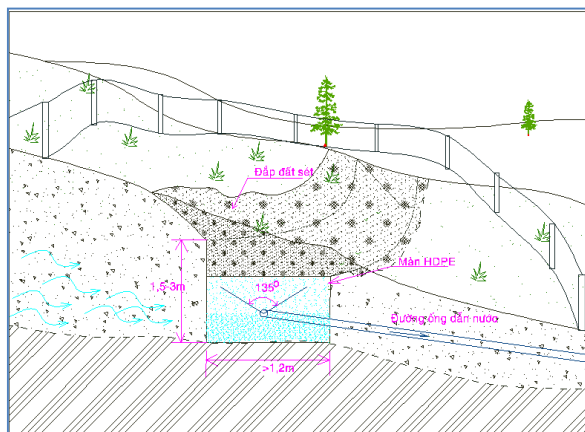 Đắp đất sét
Màn HDPE
1,5-3m
135°
Đường ống dẫn nước
>1,2m